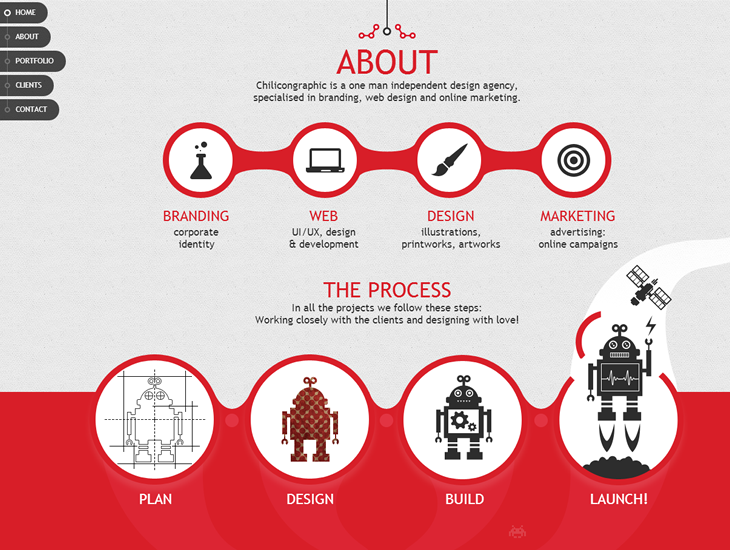 HOME
ABOUT
PORTFOLIO
CLIENTS
CONTACT
ABOUT
Chilicongraphic is a one man independent design agency,
specialised in branding, web design and online marketing.
BRANDING
corporate
identity
WEB
UI/UX, design
& development
DESIGN
illustrations,
printworks, artworks
MARKETING
advertising:
online campaigns
THE PROCESS
In all the projects we follow these steps:
Working closely with the clients and designing with love!
PLAN
DESIGN
BUILD
LAUNCH!